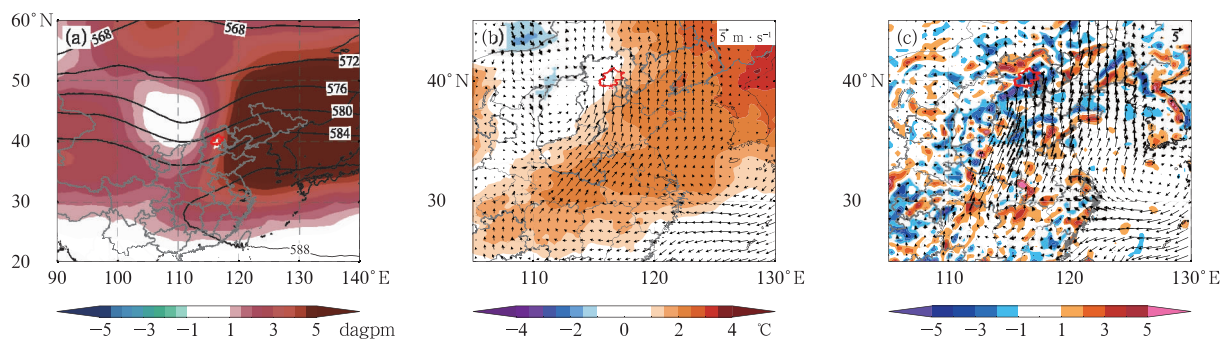 60°N
50
40
30
20
(a)
568
568
572
576
580
584
588
90 100 110 120 130 140°E
−5 −3 −1 1 3 5 dagpm
(b)
5 m·s⁻¹
40°N
30
110 120 130°E
−4 −2 0 2 4 ℃
(c)
5
40°N
30
110 120 130°E
−5 −3 −1 1 3 5